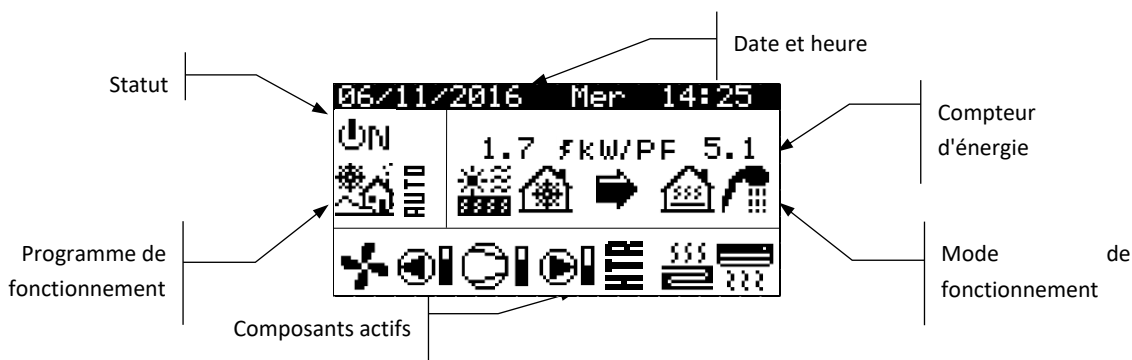 Date et heure
Statut
06/11/2016 Mer 14:25
Compteur
d'énergie
ON
1.7 kW/PF 5.1
AUTO
Programme de
fonctionnement
Mode de
fonctionnement
HTR
Composants actifs